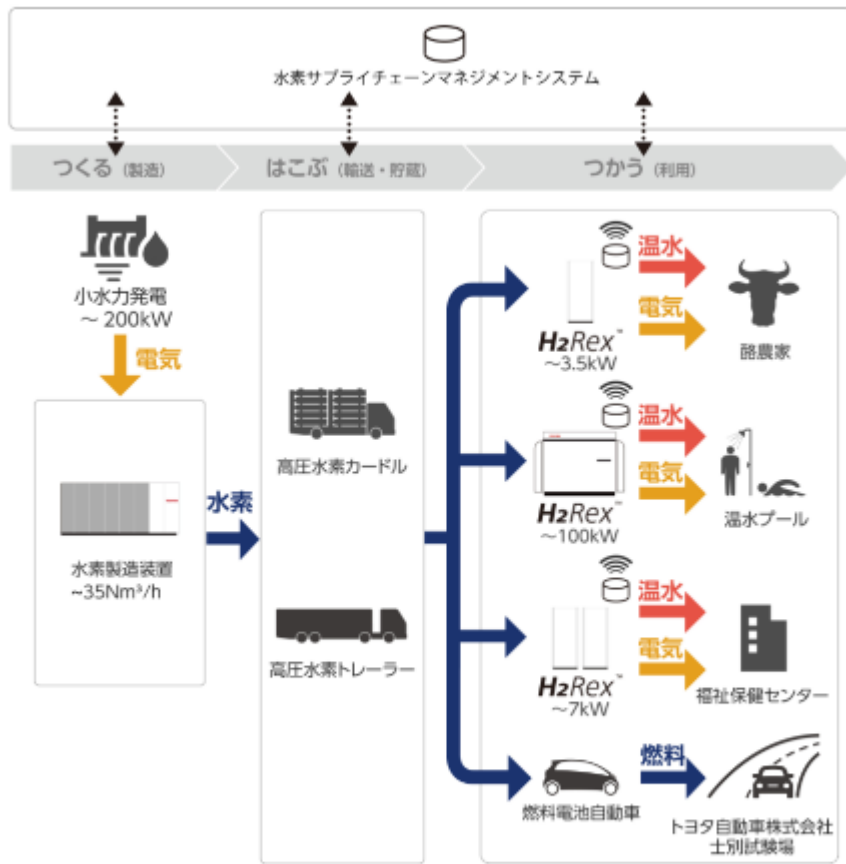 水素サプライチェーンマネジメントシステム
つくる（製造）
はこぶ（輸送・貯蔵）
つかう（利用）
小水力発電
～200kW
電気
水素製造装置
~35Nm³/h
水素
高圧水素カードル
高圧水素トレーラー
H2Rex™
～3.5kW
温水
電気
酪農家
H2Rex™
～100kW
温水
電気
温水プール
H2Rex™
～7kW
温水
電気
福祉保健センター
燃料電池自動車
燃料
トヨタ自動車株式会社
士別試験場